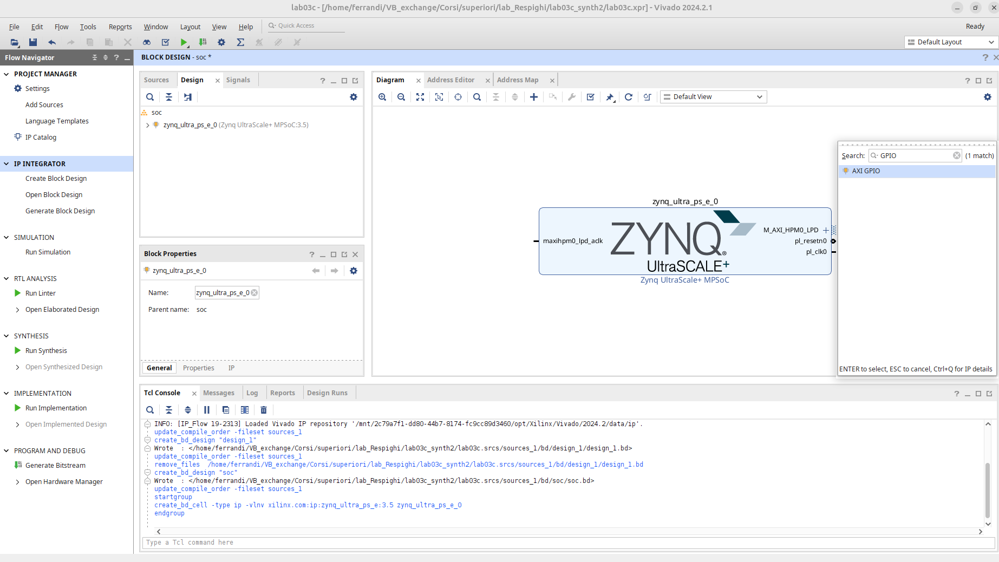 lab03c - [/home/ferrandi/VB_exchange/Corsi/superiori/lab_Respighi/lab03c_synth2/lab03c.xpr] - Vivado 2024.2.1
File Edit Flow Tools Reports Window Layout View Help Quick Access Ready
Default Layout
Flow Navigator
PROJECT MANAGER
Settings
Add Sources
Language Templates
IP Catalog
IP INTEGRATOR
Create Block Design
Open Block Design
Generate Block Design
SIMULATION
Run Simulation
RTL ANALYSIS
Run Linter
Open Elaborated Design
SYNTHESIS
Run Synthesis
Open Synthesized Design
IMPLEMENTATION
Run Implementation
Open Implemented Design
PROGRAM AND DEBUG
Generate Bitstream
Open Hardware Manager
BLOCK DESIGN - soc *
Sources Design Signals
soc
zynq_ultra_ps_e_0 (Zynq UltraScale+ MPSoC:3.5)
Block Properties
zynq_ultra_ps_e_0
Name: zynq_ultra_ps_e_0
Parent name: soc
General Properties IP
Diagram Address Editor Address Map
Default View
zynq_ultra_ps_e_0
maxihpm0_lpd_aclk
ZYNQ®
UltraSCALE+
M_AXI_HPM0_LPD
pl_resetn0
pl_clk0
Zynq UltraScale+ MPSoC
Search: GPIO (1 match)
AXI GPIO
ENTER to select, ESC to cancel, Ctrl+Q for IP details
Tcl Console Messages Log Reports Design Runs
INFO: [IP_Flow 19-2313] Loaded Vivado IP repository '/mnt/2c79a7f1-dd80-44b7-8174-fc9cc89d3460/opt/Xilinx/Vivado/2024.2/data/ip'.
update_compile_order -fileset sources_1
create_bd_design "design_1"
Wrote  : </home/ferrandi/VB_exchange/Corsi/superiori/lab_Respighi/lab03c_synth2/lab03c.srcs/sources_1/bd/design_1/design_1.bd>
update_compile_order -fileset sources_1
remove_files  /home/ferrandi/VB_exchange/Corsi/superiori/lab_Respighi/lab03c_synth2/lab03c.srcs/sources_1/bd/design_1/design_1.bd
create_bd_design "soc"
Wrote  : </home/ferrandi/VB_exchange/Corsi/superiori/lab_Respighi/lab03c_synth2/lab03c.srcs/sources_1/bd/soc/soc.bd>
update_compile_order -fileset sources_1
startgroup
create_bd_cell -type ip -vlnv xilinx.com:ip:zynq_ultra_ps_e:3.5 zynq_ultra_ps_e_0
endgroup
Type a Tcl command here